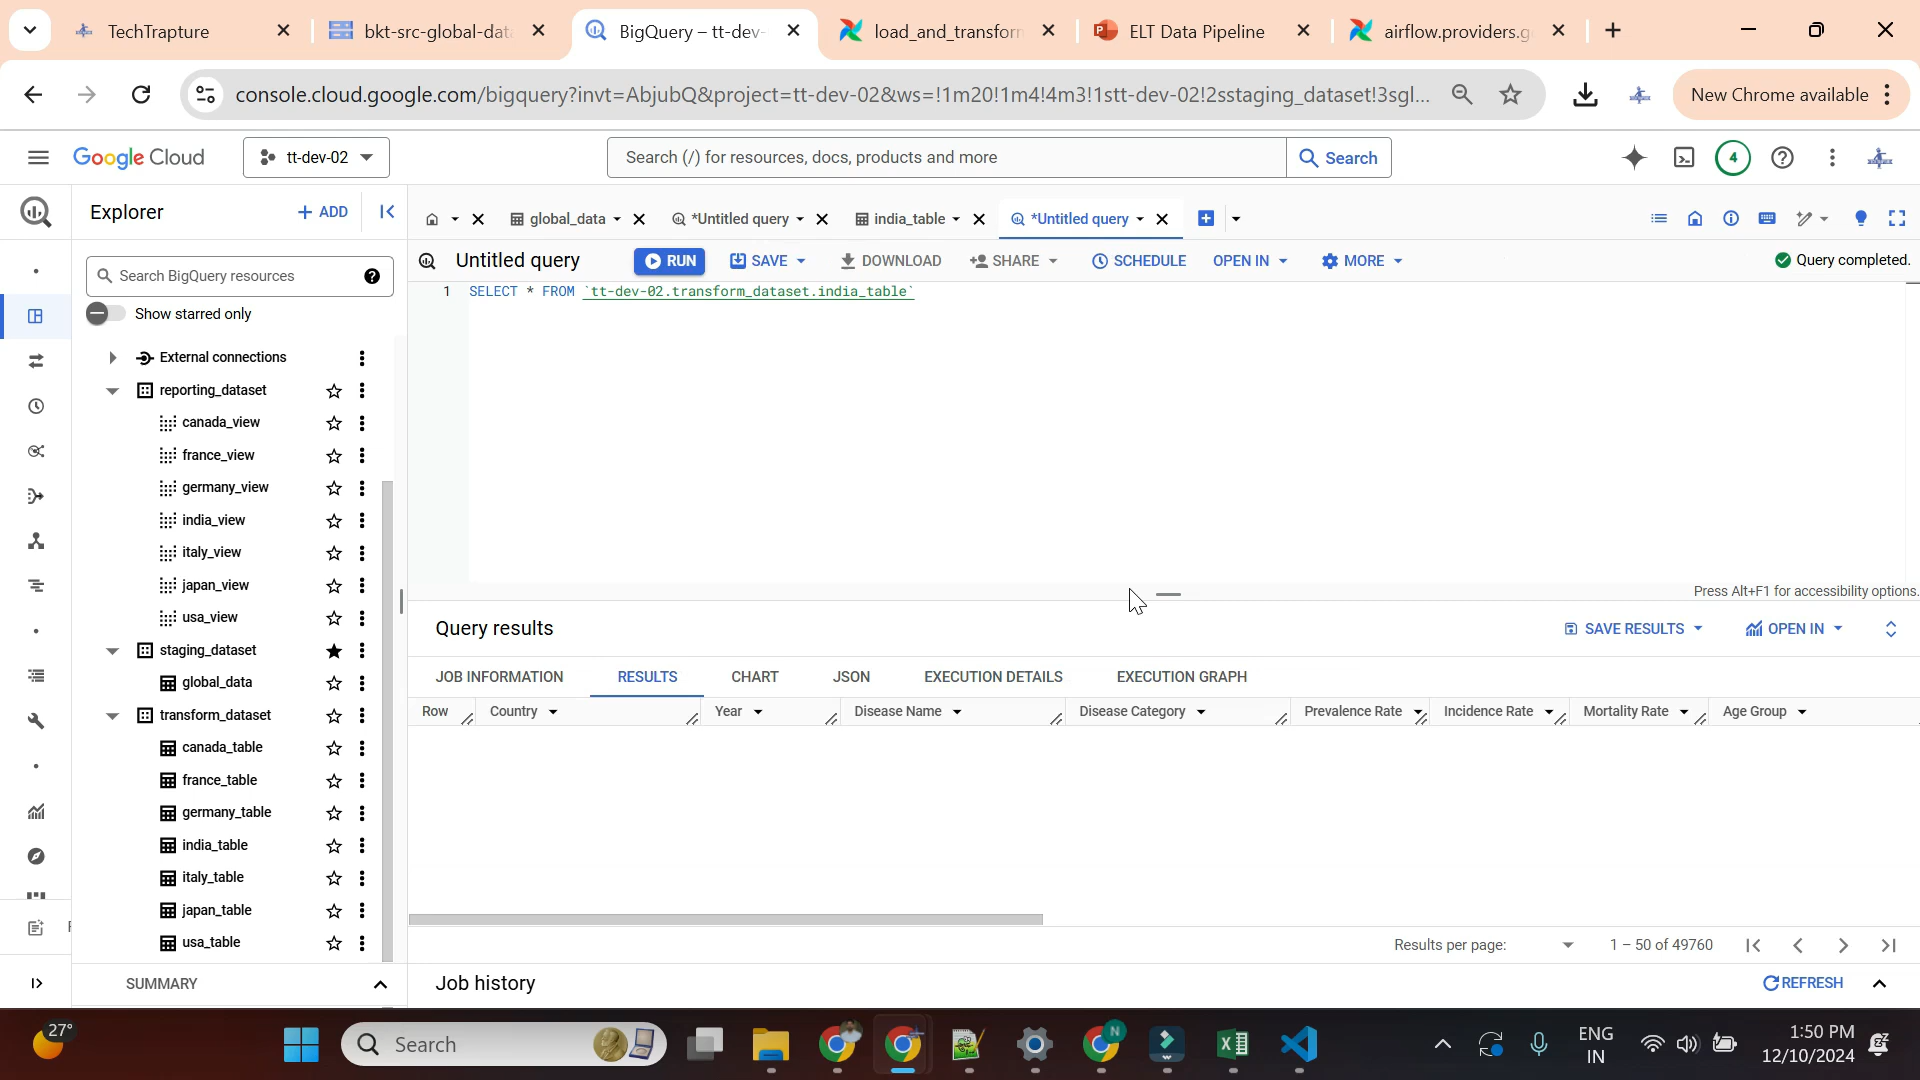 TechTrapture
bkt-src-global-dat
BigQuery – tt-dev-
load_and_transform
ELT Data Pipeline
airflow.providers.g
console.cloud.google.com/bigquery?invt=AbjubQ&project=tt-dev-02&ws=!1m20!1m4!4m3!1stt-dev-02!2sstaging_dataset!3sgl...
New Chrome available
Google Cloud
tt-dev-02
Search (/) for resources, docs, products and more
Search
4
Explorer
+ ADD
global_data
*Untitled query
india_table
*Untitled query
Untitled query
RUN
SAVE
DOWNLOAD
SHARE
SCHEDULE
OPEN IN
MORE
Query completed.
Search BigQuery resources
Show starred only
1 SELECT * FROM `tt-dev-02.transform_dataset.india_table`
External connections
reporting_dataset
canada_view
france_view
germany_view
india_view
italy_view
japan_view
usa_view
staging_dataset
global_data
transform_dataset
canada_table
france_table
germany_table
india_table
italy_table
japan_table
usa_table
SUMMARY
Press Alt+F1 for accessibility options.
Query results
SAVE RESULTS
OPEN IN
JOB INFORMATION
RESULTS
CHART
JSON
EXECUTION DETAILS
EXECUTION GRAPH
Row
Country
Year
Disease Name
Disease Category
Prevalence Rate
Incidence Rate
Mortality Rate
Age Group
Results per page:
1 – 50 of 49760
Job history
REFRESH
27°
Search
N
ENG
IN
1:50 PM
12/10/2024